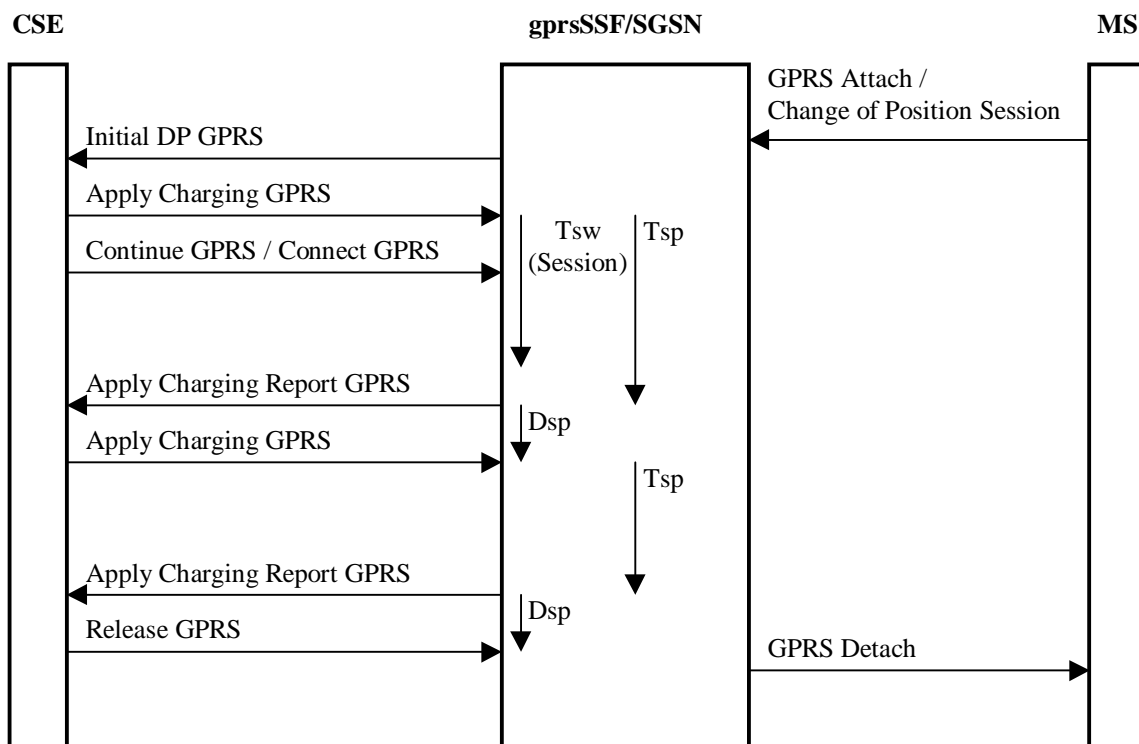 CSE
gprsSSF/SGSN
MS
GPRS Attach /
Change of Position Session
Initial DP GPRS
Apply Charging GPRS
Tsw
(Session)
Tsp
Continue GPRS / Connect GPRS
Apply Charging Report GPRS
Dsp
Apply Charging GPRS
Tsp
Apply Charging Report GPRS
Dsp
Release GPRS
GPRS Detach